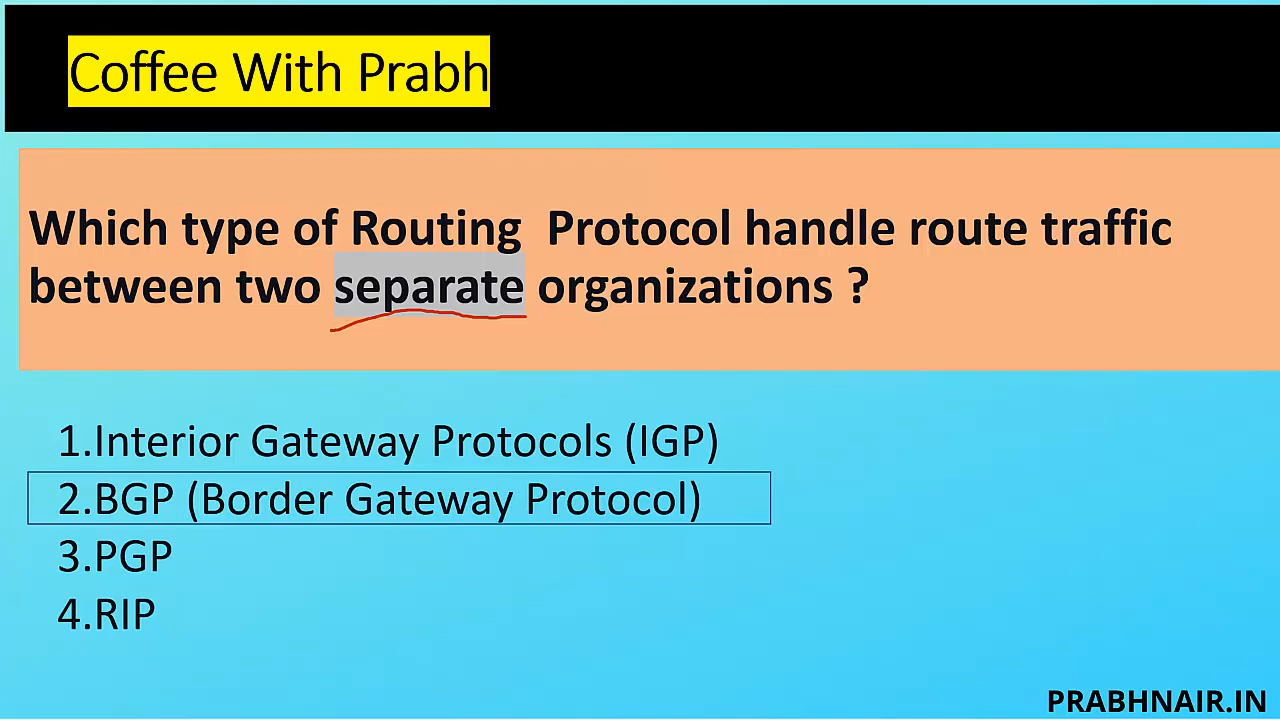 Coffee With Prabh
Which type of Routing  Protocol handle route traffic
between two separate organizations ?
1.Interior Gateway Protocols (IGP)
2.BGP (Border Gateway Protocol)
3.PGP
4.RIP
PRABHNAIR.IN